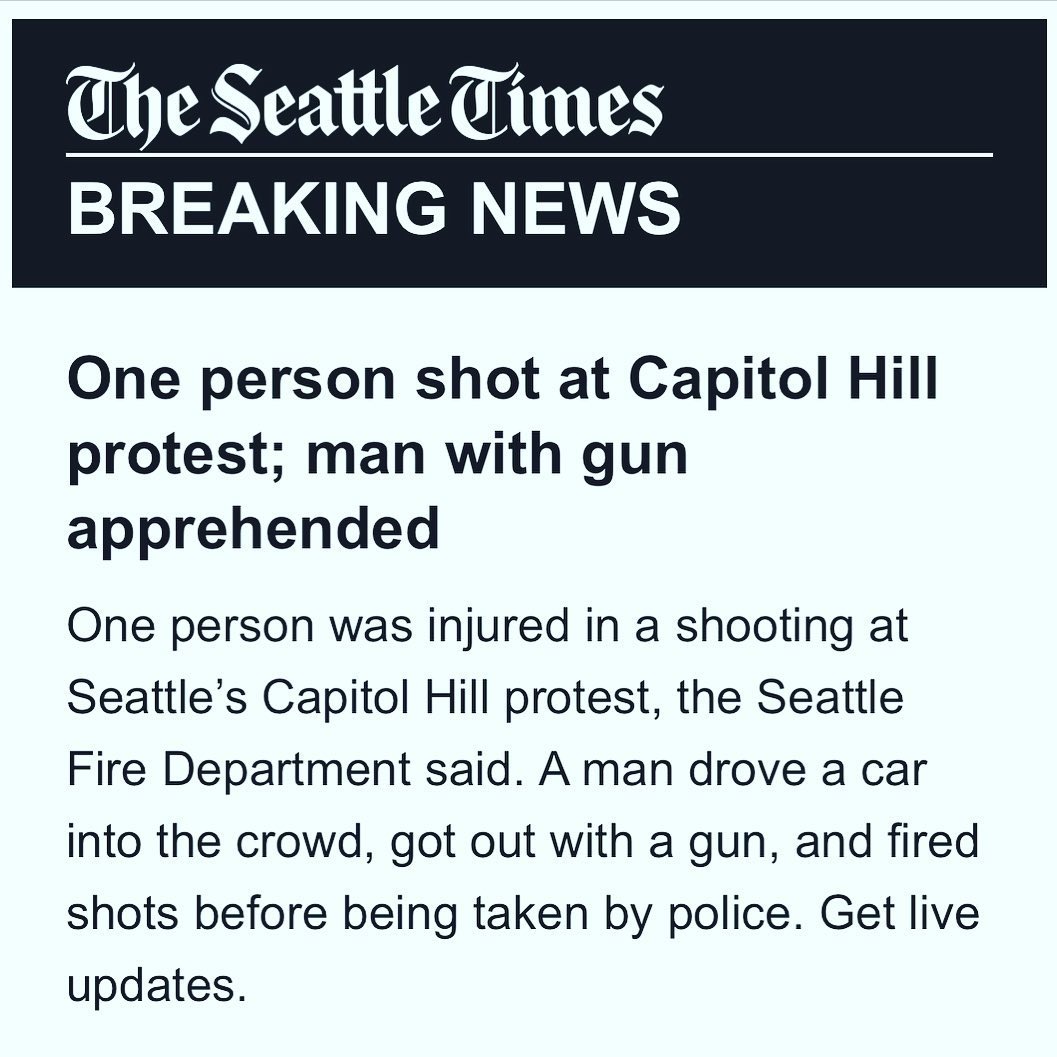 The Seattle Times
BREAKING NEWS
One person shot at Capitol Hill
protest; man with gun
apprehended
One person was injured in a shooting at
Seattle’s Capitol Hill protest, the Seattle
Fire Department said. A man drove a car
into the crowd, got out with a gun, and fired
shots before being taken by police. Get live
updates.